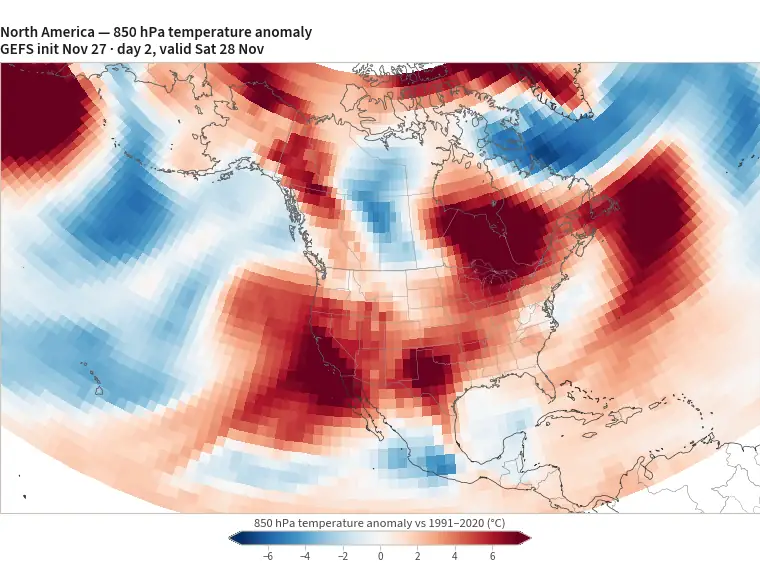 North America — 850 hPa temperature anomaly
GEFS init Nov 27 · day 2, valid Sat 28 Nov
850 hPa temperature anomaly vs 1991–2020 (°C)
−6 −4 −2 0 2 4 6